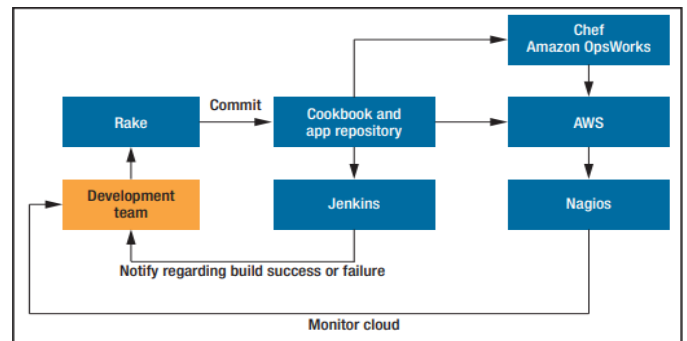 Chef
Amazon OpsWorks
Commit
Rake
Cookbook and
app repository
AWS
Development
team
Jenkins
Nagios
Notify regarding build success or failure
Monitor cloud